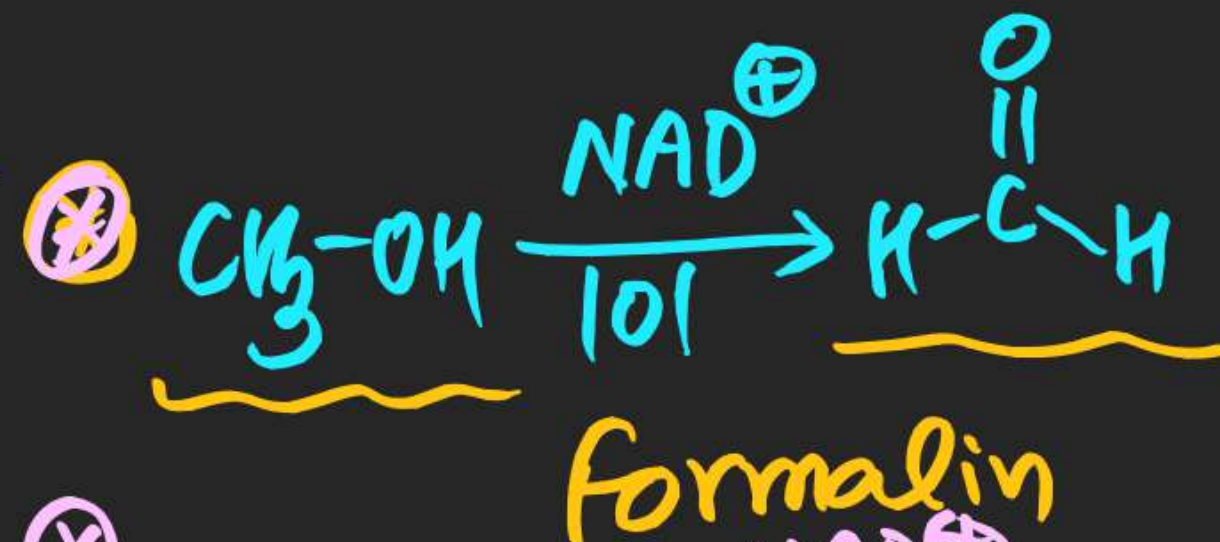 O
||
CH3-OH NAD⊕ → |O| H-C-H
formalin